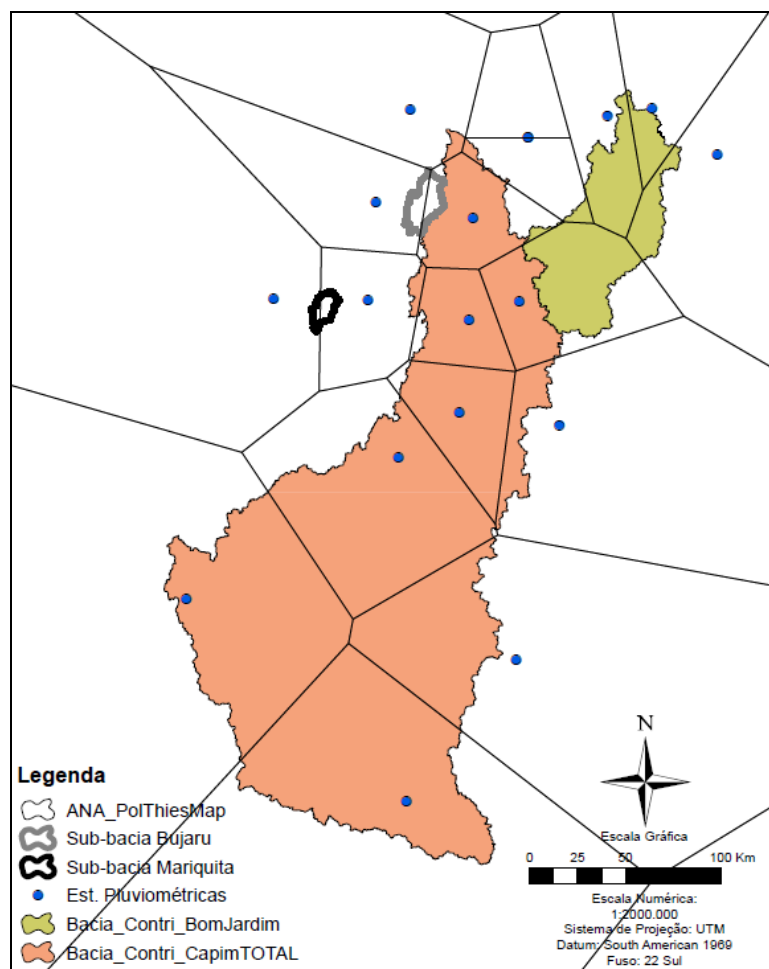 N
Legenda
ANA_PolThiesMap
Sub-bacia Bujaru
Sub-bacia Mariquita
Est. Pluviométricas
Bacia_Contri_BomJardim
Bacia_Contri_CapimTOTAL
Escala Gráfica
0 25 50 100 Km
Escala Numérica:
1:2000.000
Sistema de Projeção: UTM
Datum: South American 1969
Fuso: 22 Sul